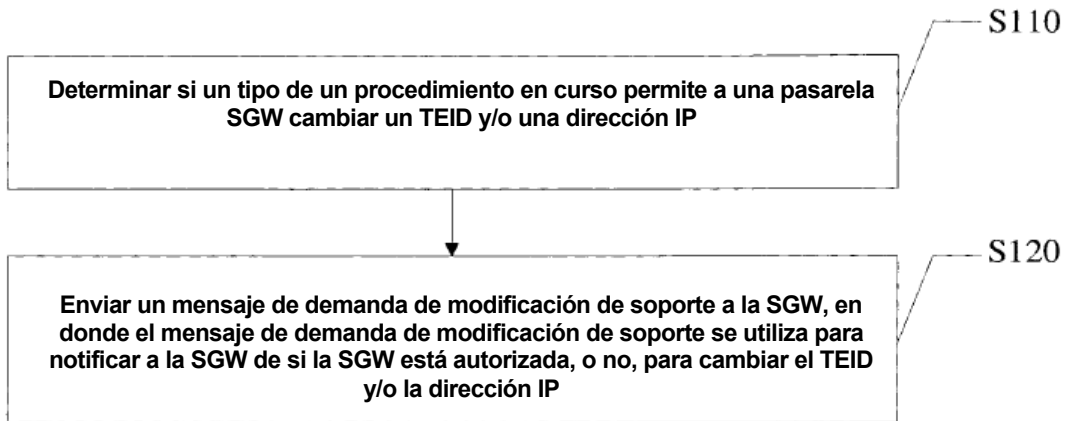 S110
Determinar si un tipo de un procedimiento en curso permite a una pasarela
SGW cambiar un TEID y/o una dirección IP
S120
Enviar un mensaje de demanda de modificación de soporte a la SGW, en
donde el mensaje de demanda de modificación de soporte se utiliza para
notificar a la SGW de si la SGW está autorizada, o no, para cambiar el TEID
y/o la dirección IP